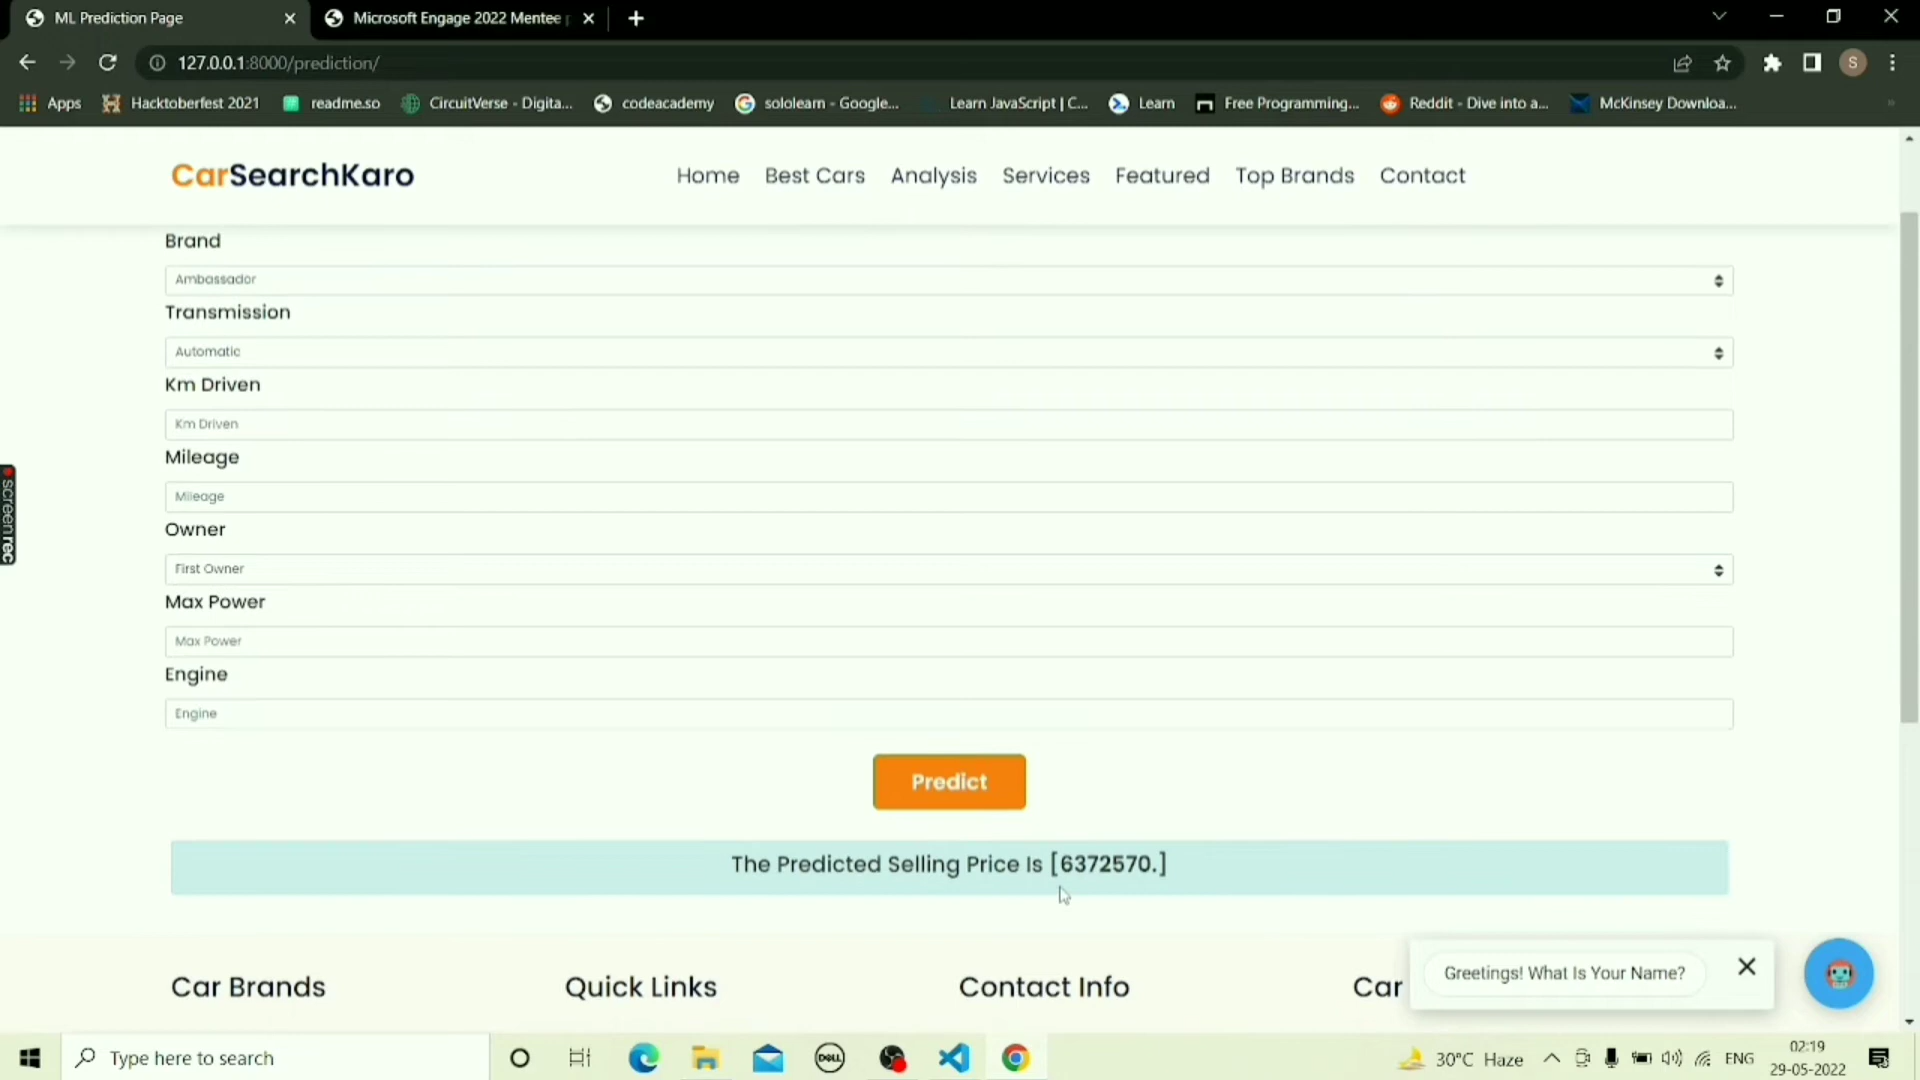 ML Prediction Page
Microsoft Engage 2022 Mentee
127.0.0.1:8000/prediction/
S
Apps
Hacktoberfest 2021
readme.so
CircuitVerse - Digita...
codeacademy
sololearn - Google...
Learn JavaScript | C...
Learn
Free Programming...
Reddit - Dive into a...
McKinsey Downloa...
CarSearchKaro
Home
Best Cars
Analysis
Services
Featured
Top Brands
Contact
Brand
Ambassador
Transmission
Automatic
Km Driven
Km Driven
Mileage
Mileage
Owner
First Owner
Max Power
Max Power
Engine
Engine
Predict
The Predicted Selling Price Is [6372570.]
screenrec
Car Brands
Quick Links
Contact Info
Car
Greetings! What Is Your Name?
Type here to search
DELL
30°C Haze
ENG
02:19
29-05-2022